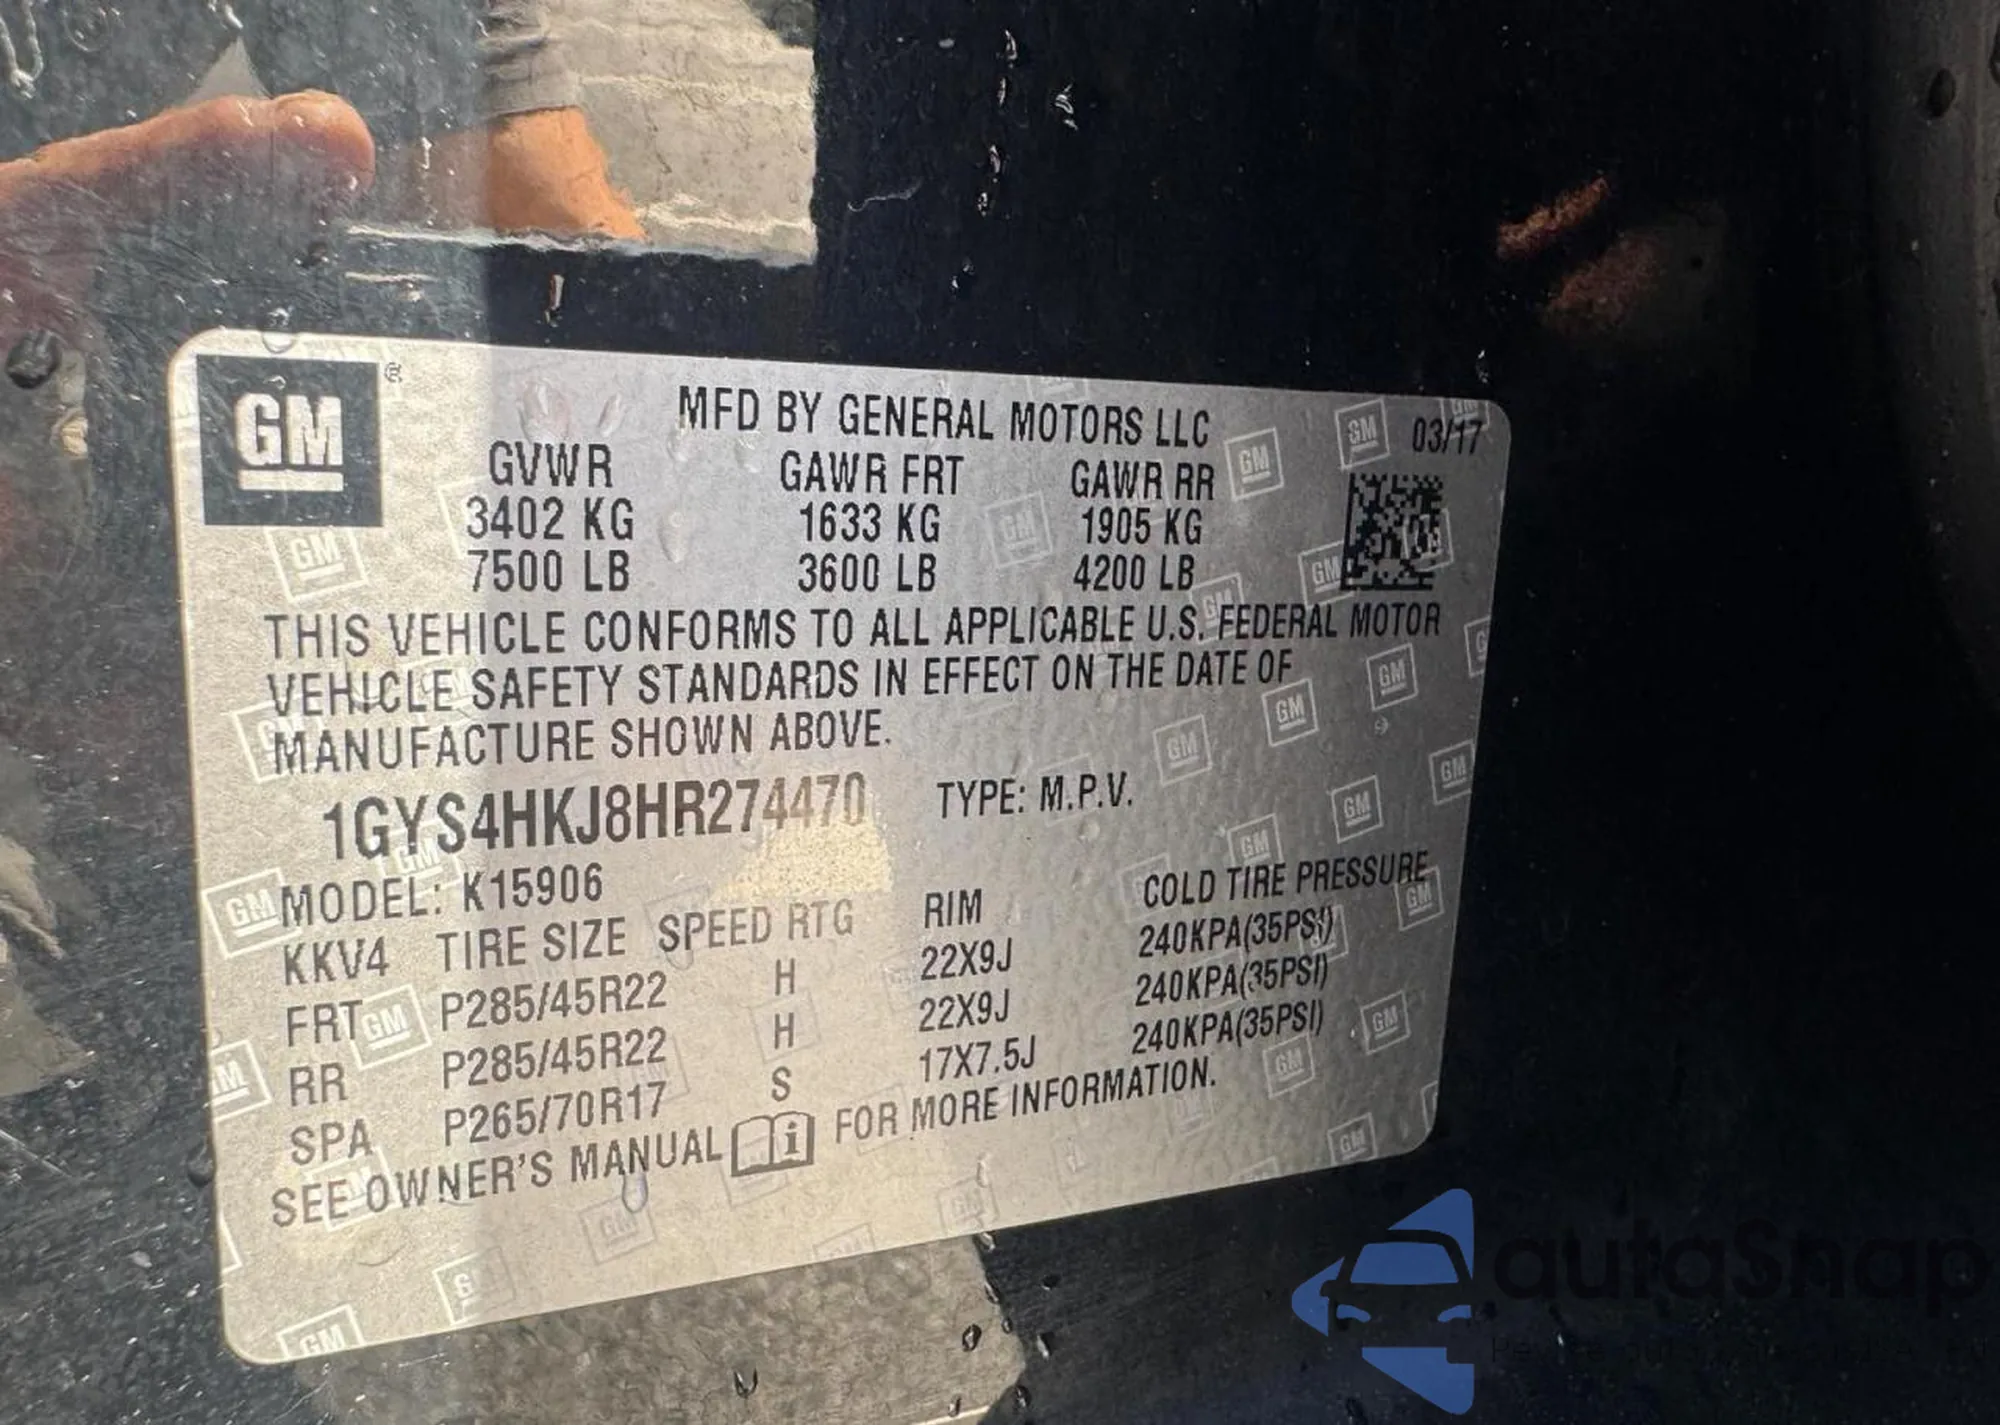 GM
MFD BY GENERAL MOTORS LLC 03/17
GVWR GAWR FRT GAWR RR
3402 KG 1633 KG 1905 KG
7500 LB 3600 LB 4200 LB
THIS VEHICLE CONFORMS TO ALL APPLICABLE U.S. FEDERAL MOTOR
VEHICLE SAFETY STANDARDS IN EFFECT ON THE DATE OF
MANUFACTURE SHOWN ABOVE.
1GYS4HKJ8HR274470 TYPE: M.P.V.
MODEL: K15906
KKV4 TIRE SIZE SPEED RTG RIM COLD TIRE PRESSURE
FRT P285/45R22 H 22X9J 240KPA(35PSI)
RR P285/45R22 H 22X9J 240KPA(35PSI)
SPA P265/70R17 S 17X7.5J 240KPA(35PSI)
SEE OWNER'S MANUAL i FOR MORE INFORMATION.
autoSnap